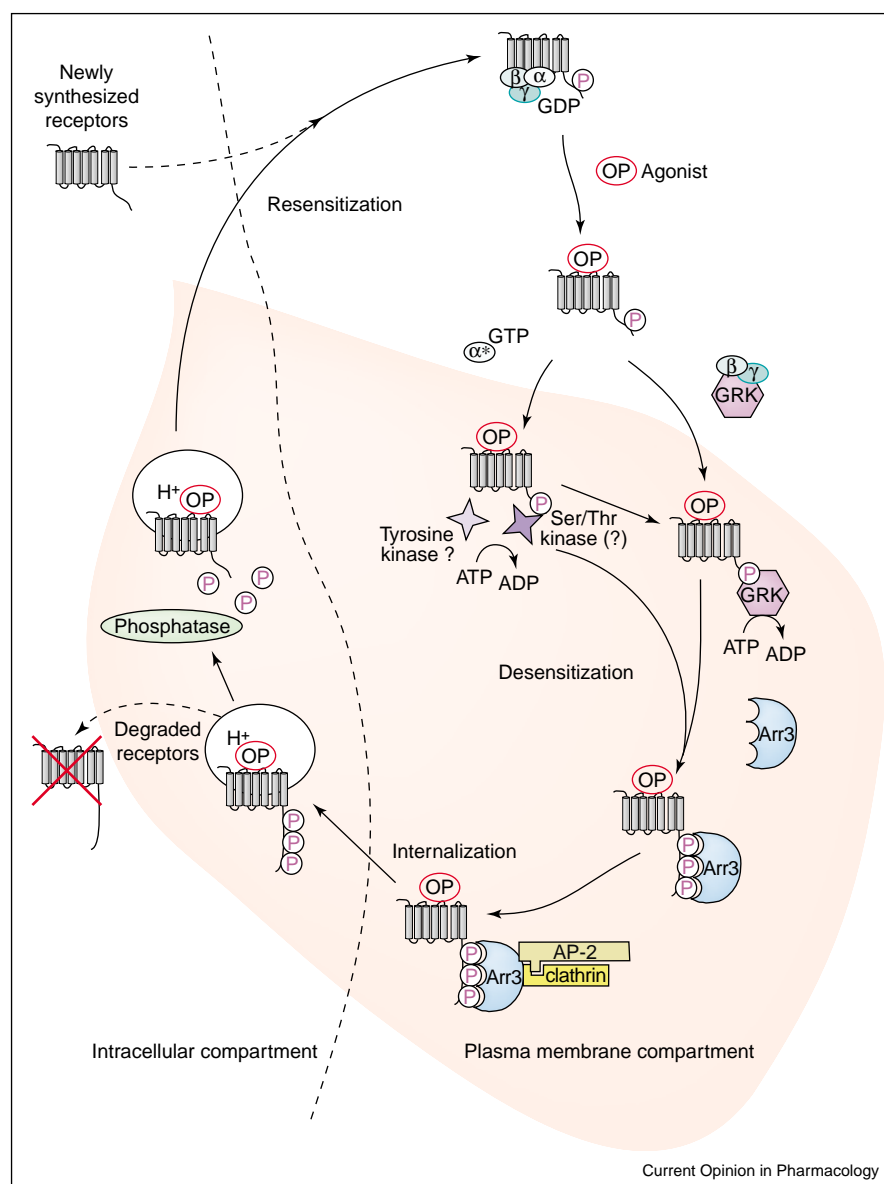 Newly
synthesized
receptors
β
α
γ
GDP
P
OP Agonist
Resensitization
OP
P
GTP
α*
β
γ
GRK
OP
P
Tyrosine
kinase ?
Ser/Thr
kinase (?)
ATP
ADP
OP
P
GRK
ATP
ADP
H+
OP
P
P
P
Phosphatase
Desensitization
Arr3
Degraded
receptors
H+
OP
P
P
P
OP
P
P
P
Arr3
Internalization
OP
P
P
P
Arr3
AP-2
clathrin
Intracellular compartment
Plasma membrane compartment
Current Opinion in Pharmacology